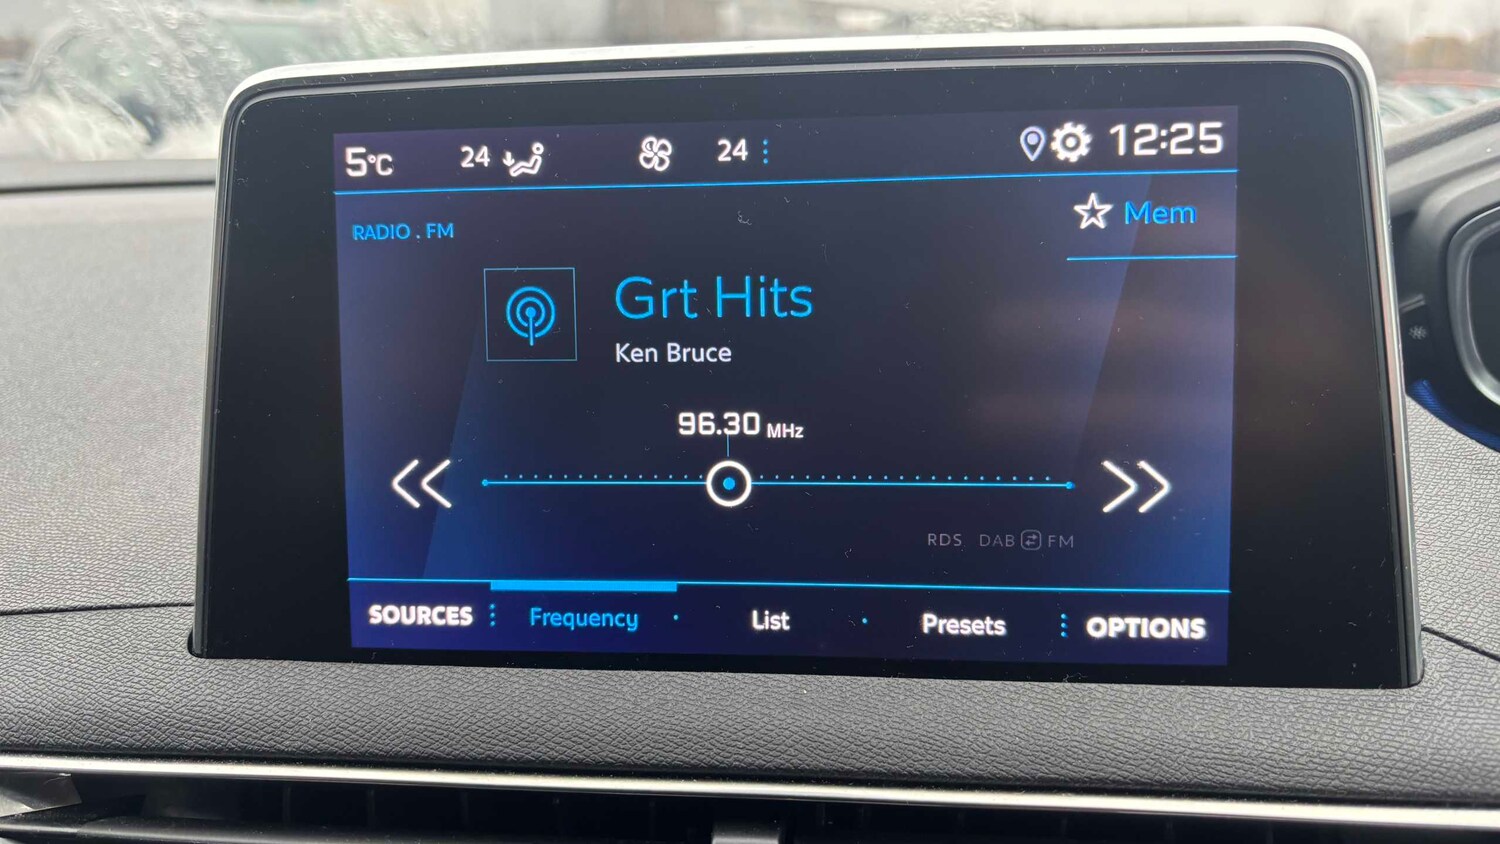 5°C 24 24 12:25
Mem
RADIO . FM
Grt Hits
Ken Bruce
96.30 MHz
RDS DAB FM
SOURCES Frequency List Presets OPTIONS